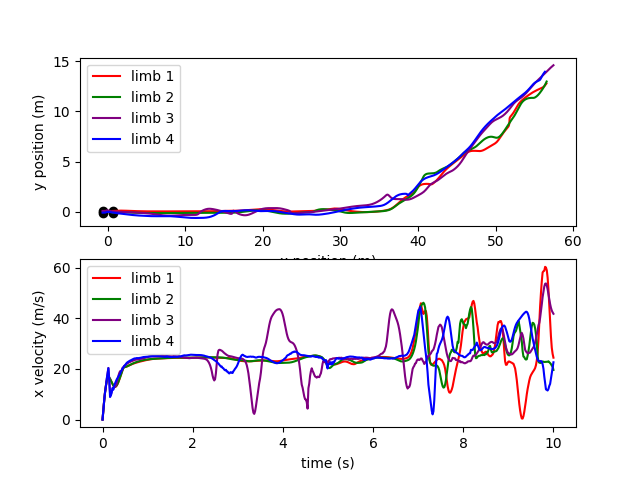 15
10
5
0
y position (m)
limb 1
limb 2
limb 3
limb 4
0 10 20 30 40 50 60
x position (m)
60
40
20
0
x velocity (m/s)
limb 1
limb 2
limb 3
limb 4
0 2 4 6 8 10
time (s)